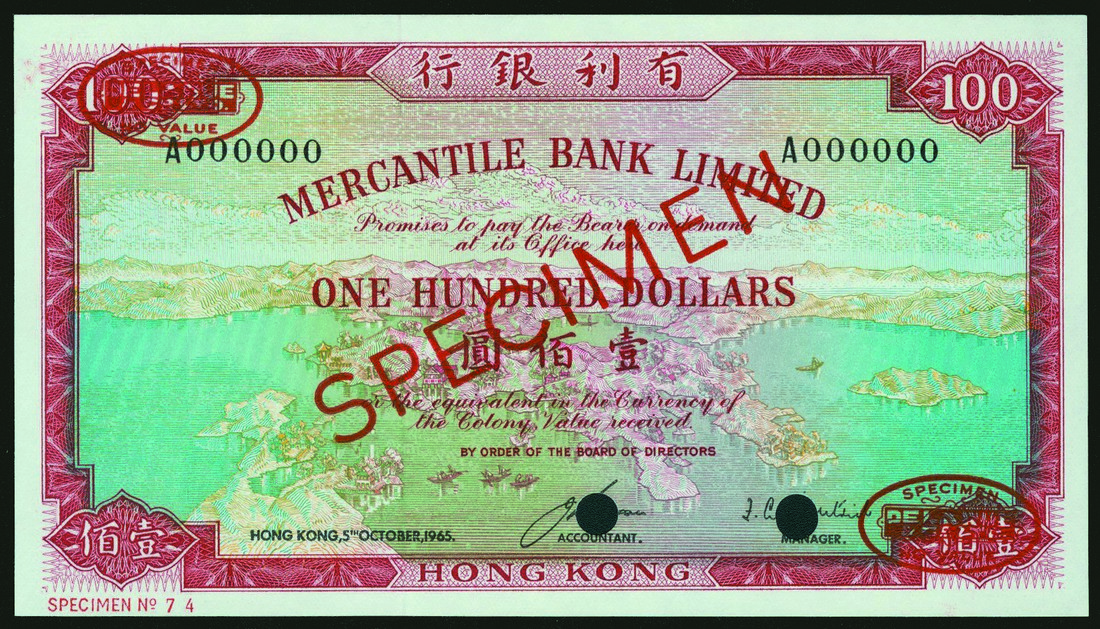 行銀利有
100
SPECIMEN
VALUE
A000000
A000000
MERCANTILE BANK LIMITED
Promises to pay the Bearer on demand
at its Office here
ONE HUNDRED DOLLARS
圓佰壹
SPECIMEN
or the equivalent in the Currency of
the Colony, Value received.
BY ORDER OF THE BOARD OF DIRECTORS
HONG KONG, 5TH OCTOBER, 1965.
ACCOUNTANT.
MANAGER.
SPECIMEN
佰壹
佰壹
HONG KONG
SPECIMEN Nº 7 4